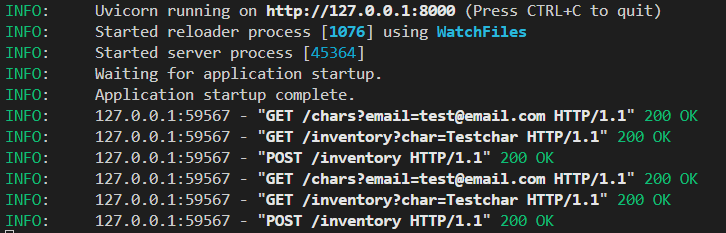 INFO: Uvicorn running on http://127.0.0.1:8000 (Press CTRL+C to quit)
INFO: Started reloader process [1076] using WatchFiles
INFO: Started server process [45364]
INFO: Waiting for application startup.
INFO: Application startup complete.
INFO: 127.0.0.1:59567 - "GET /chars?email=test@email.com HTTP/1.1" 200 OK
INFO: 127.0.0.1:59567 - "GET /inventory?char=Testchar HTTP/1.1" 200 OK
INFO: 127.0.0.1:59567 - "POST /inventory HTTP/1.1" 200 OK
INFO: 127.0.0.1:59567 - "GET /chars?email=test@email.com HTTP/1.1" 200 OK
INFO: 127.0.0.1:59567 - "GET /inventory?char=Testchar HTTP/1.1" 200 OK
INFO: 127.0.0.1:59567 - "POST /inventory HTTP/1.1" 200 OK